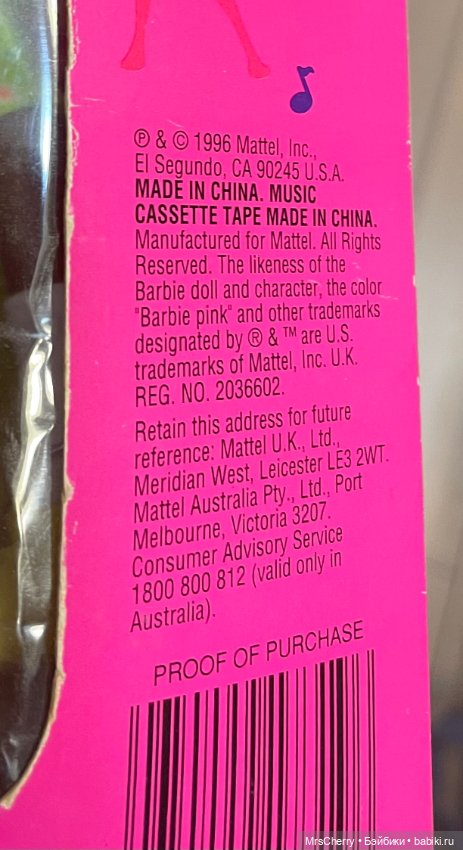 ℗ & © 1996 Mattel, Inc.,
El Segundo, CA 90245 U.S.A.
MADE IN CHINA. MUSIC
CASSETTE TAPE MADE IN CHINA.
Manufactured for Mattel. All Rights
Reserved. The likeness of the
Barbie doll and character, the color
"Barbie pink" and other trademarks
designated by ® & ™ are U.S.
trademarks of Mattel, Inc. U.K.
REG. NO. 2036602.
Retain this address for future
reference: Mattel U.K., Ltd.,
Meridian West, Leicester LE3 2WT.
Mattel Australia Pty., Ltd., Port
Melbourne, Victoria 3207.
Consumer Advisory Service
1800 800 812 (valid only in
Australia).
PROOF OF PURCHASE
MrsCherry • Бэйбики • babiki.ru